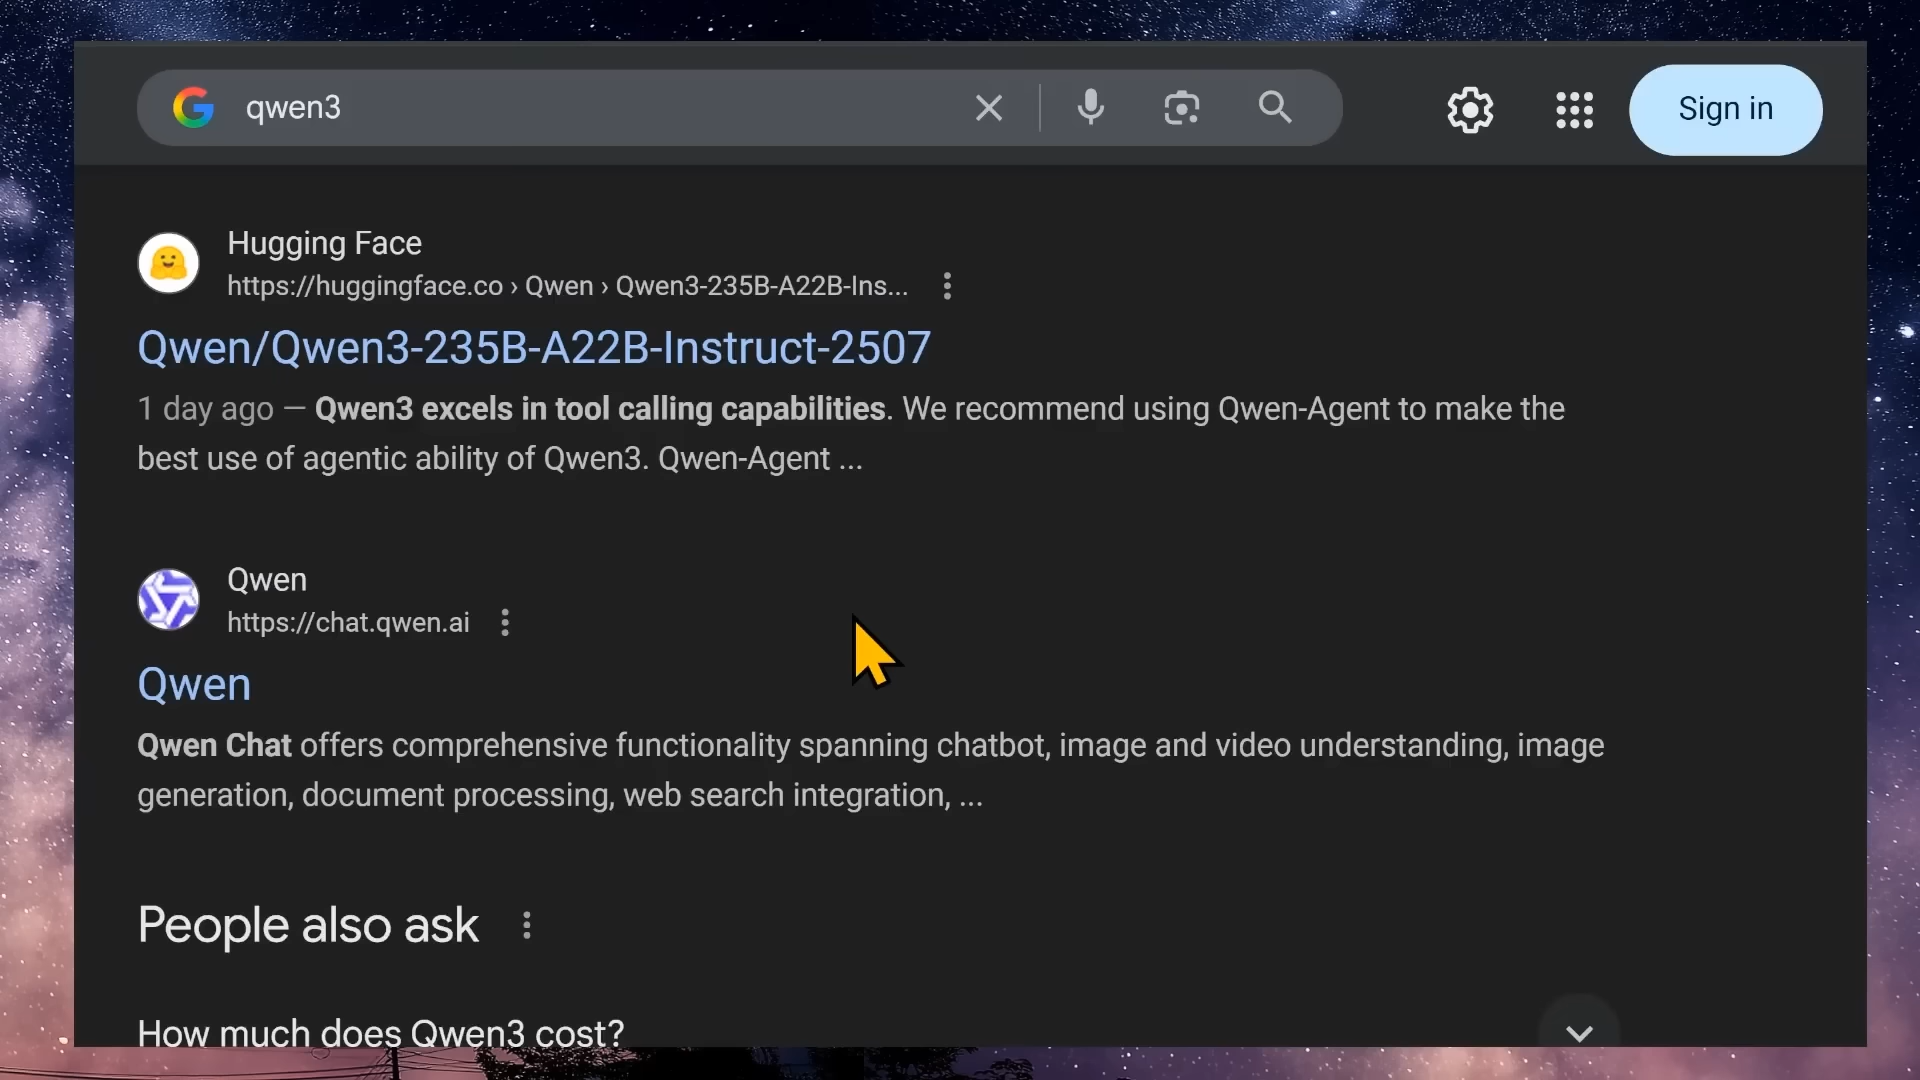 qwen3
Sign in
Hugging Face
https://huggingface.co › Qwen › Qwen3-235B-A22B-Ins...
Qwen/Qwen3-235B-A22B-Instruct-2507
1 day ago — Qwen3 excels in tool calling capabilities. We recommend using Qwen-Agent to make the
best use of agentic ability of Qwen3. Qwen-Agent ...
Qwen
https://chat.qwen.ai
Qwen
Qwen Chat offers comprehensive functionality spanning chatbot, image and video understanding, image
generation, document processing, web search integration, ...
People also ask
How much does Qwen3 cost?